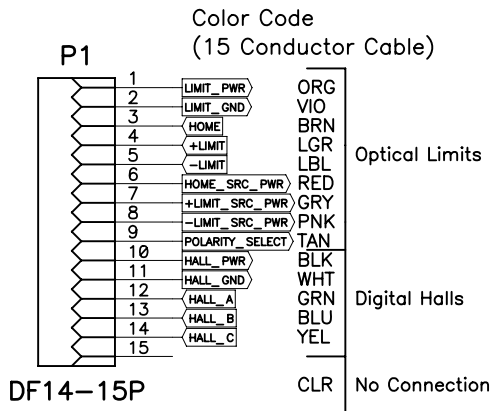 Color Code
(15 Conductor Cable)
P1
1 LIMIT_PWR ORG
2 LIMIT_GND VIO
3 HOME BRN
4 +LIMIT LGR
5 -LIMIT LBL
6 HOME_SRC_PWR RED
7 +LIMIT_SRC_PWR GRY
8 -LIMIT_SRC_PWR PNK
9 POLARITY_SELECT TAN
Optical Limits
10 HALL_PWR BLK
11 HALL_GND WHT
12 HALL_A GRN
13 HALL_B BLU
14 HALL_C YEL
Digital Halls
15
DF14-15P
CLR No Connection